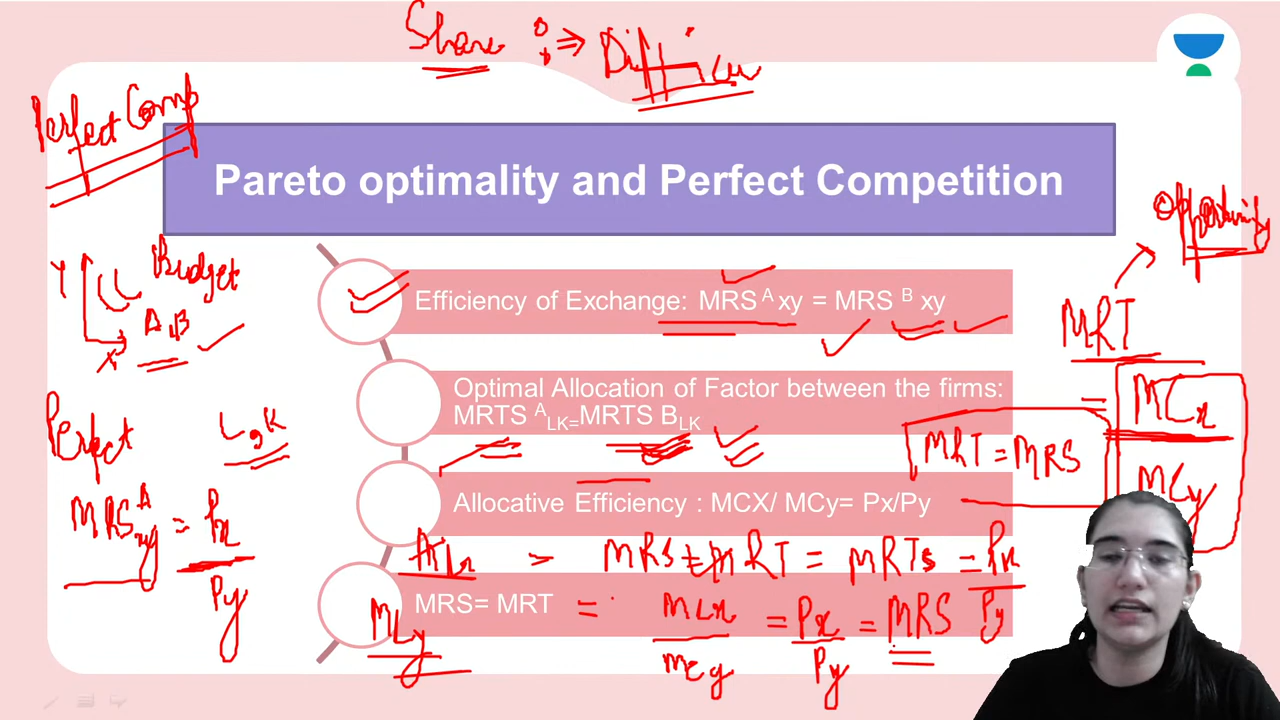 Share : ⇒
Perfect Comp
Pareto optimality and Perfect Competition
Opportunity
Y Budget
A, B
X
Efficiency of Exchange: MRS ᴬ xy = MRS ᴮ xy
MRT
= MCx
MCy
Optimal Allocation of Factor between the firms:
MRTS ᴬ LK=MRTS B LK
Perfect
L, K
MRT = MRS
MRSᴬxy = Px
Py
Allocative Efficiency : MCX/ MCy= Px/Py
MRS = MRT = MRTS = Px
Py
MRS= MRT = MCx = Px = MRS
MCy Py